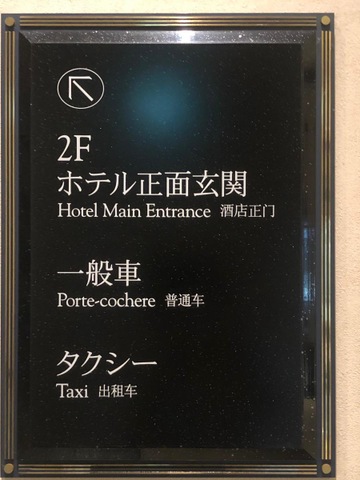 2F
ホテル正面玄関
Hotel Main Entrance 酒店正门
一般車
Porte-cochere 普通车
タクシー
Taxi 出租车